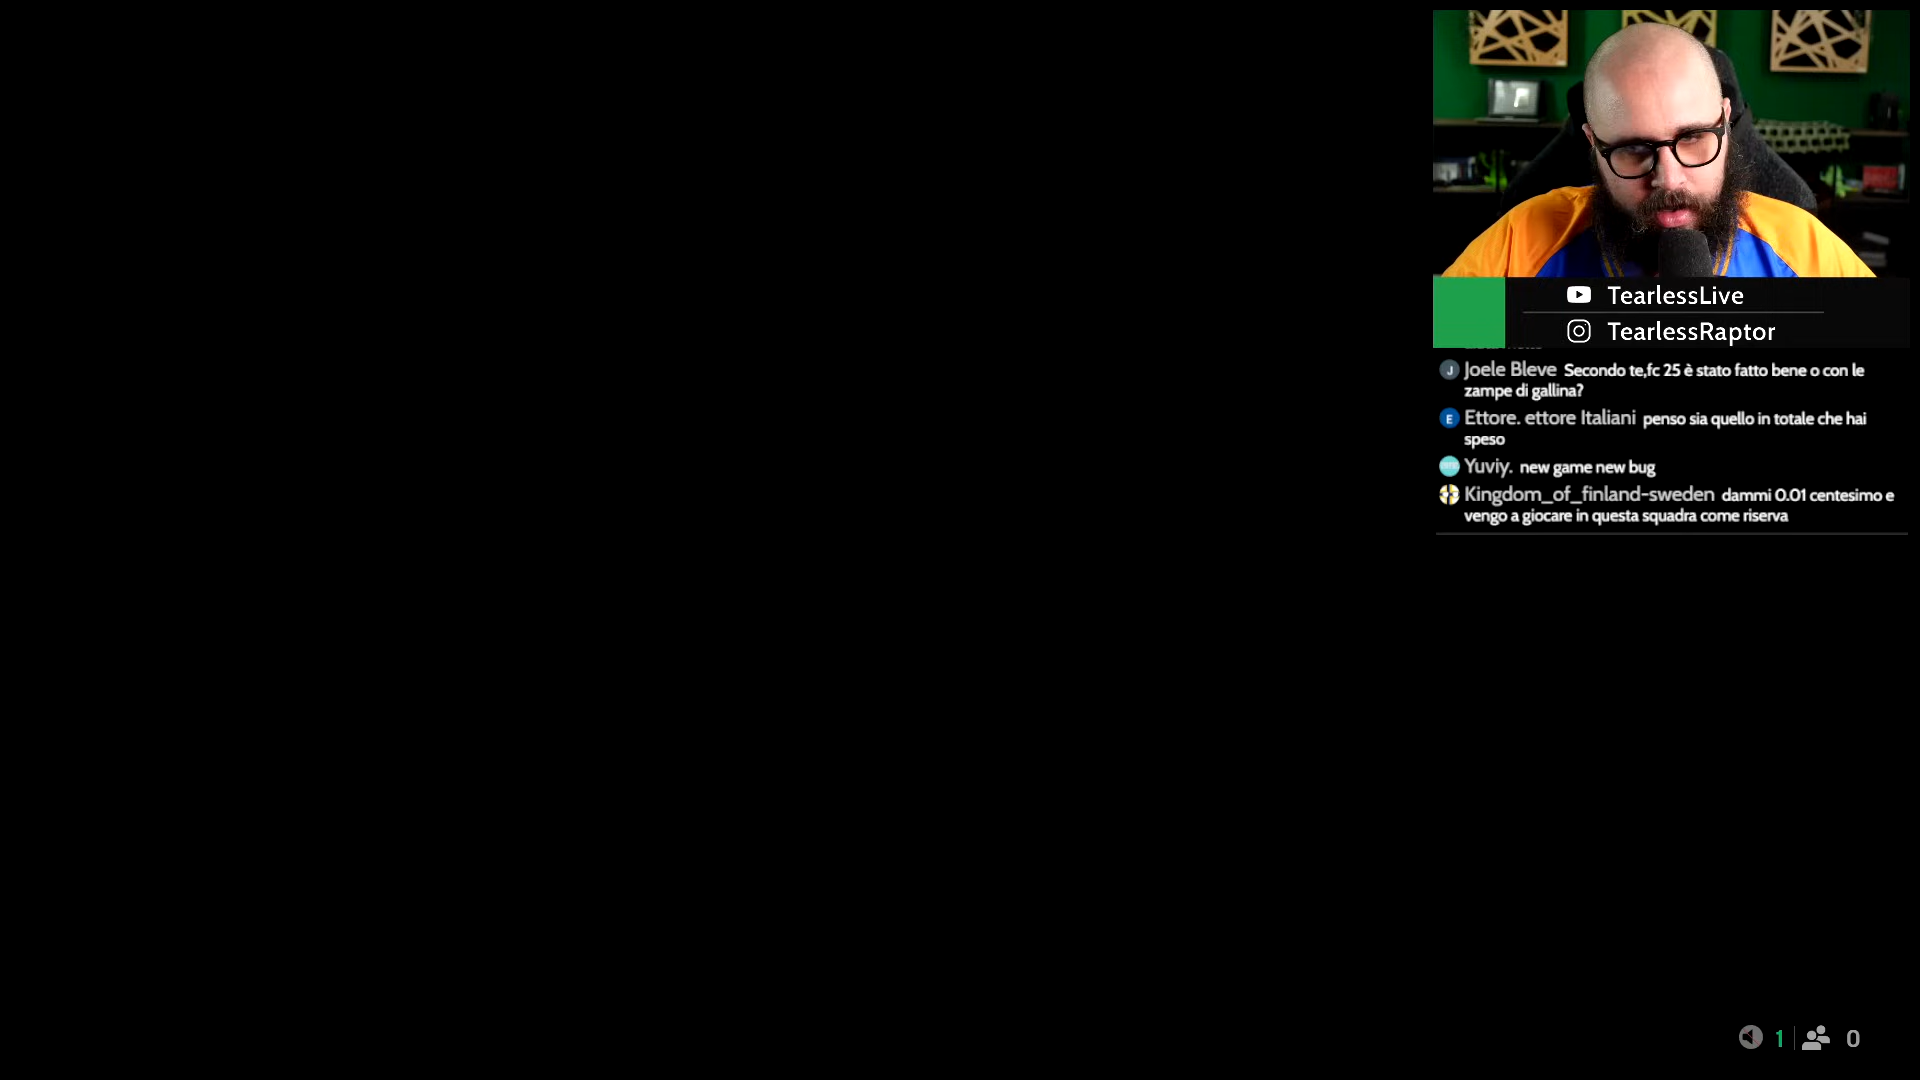 TearlessLive
TearlessRaptor
Joele Bleve Secondo te,fc 25 è stato fatto bene o con le
zampe di gallina?
Ettore. ettore Italiani penso sia quello in totale che hai
speso
Yuviy. new game new bug
Kingdom_of_finland-sweden dammi 0.01 centesimo e
vengo a giocare in questa squadra come riserva
1 0